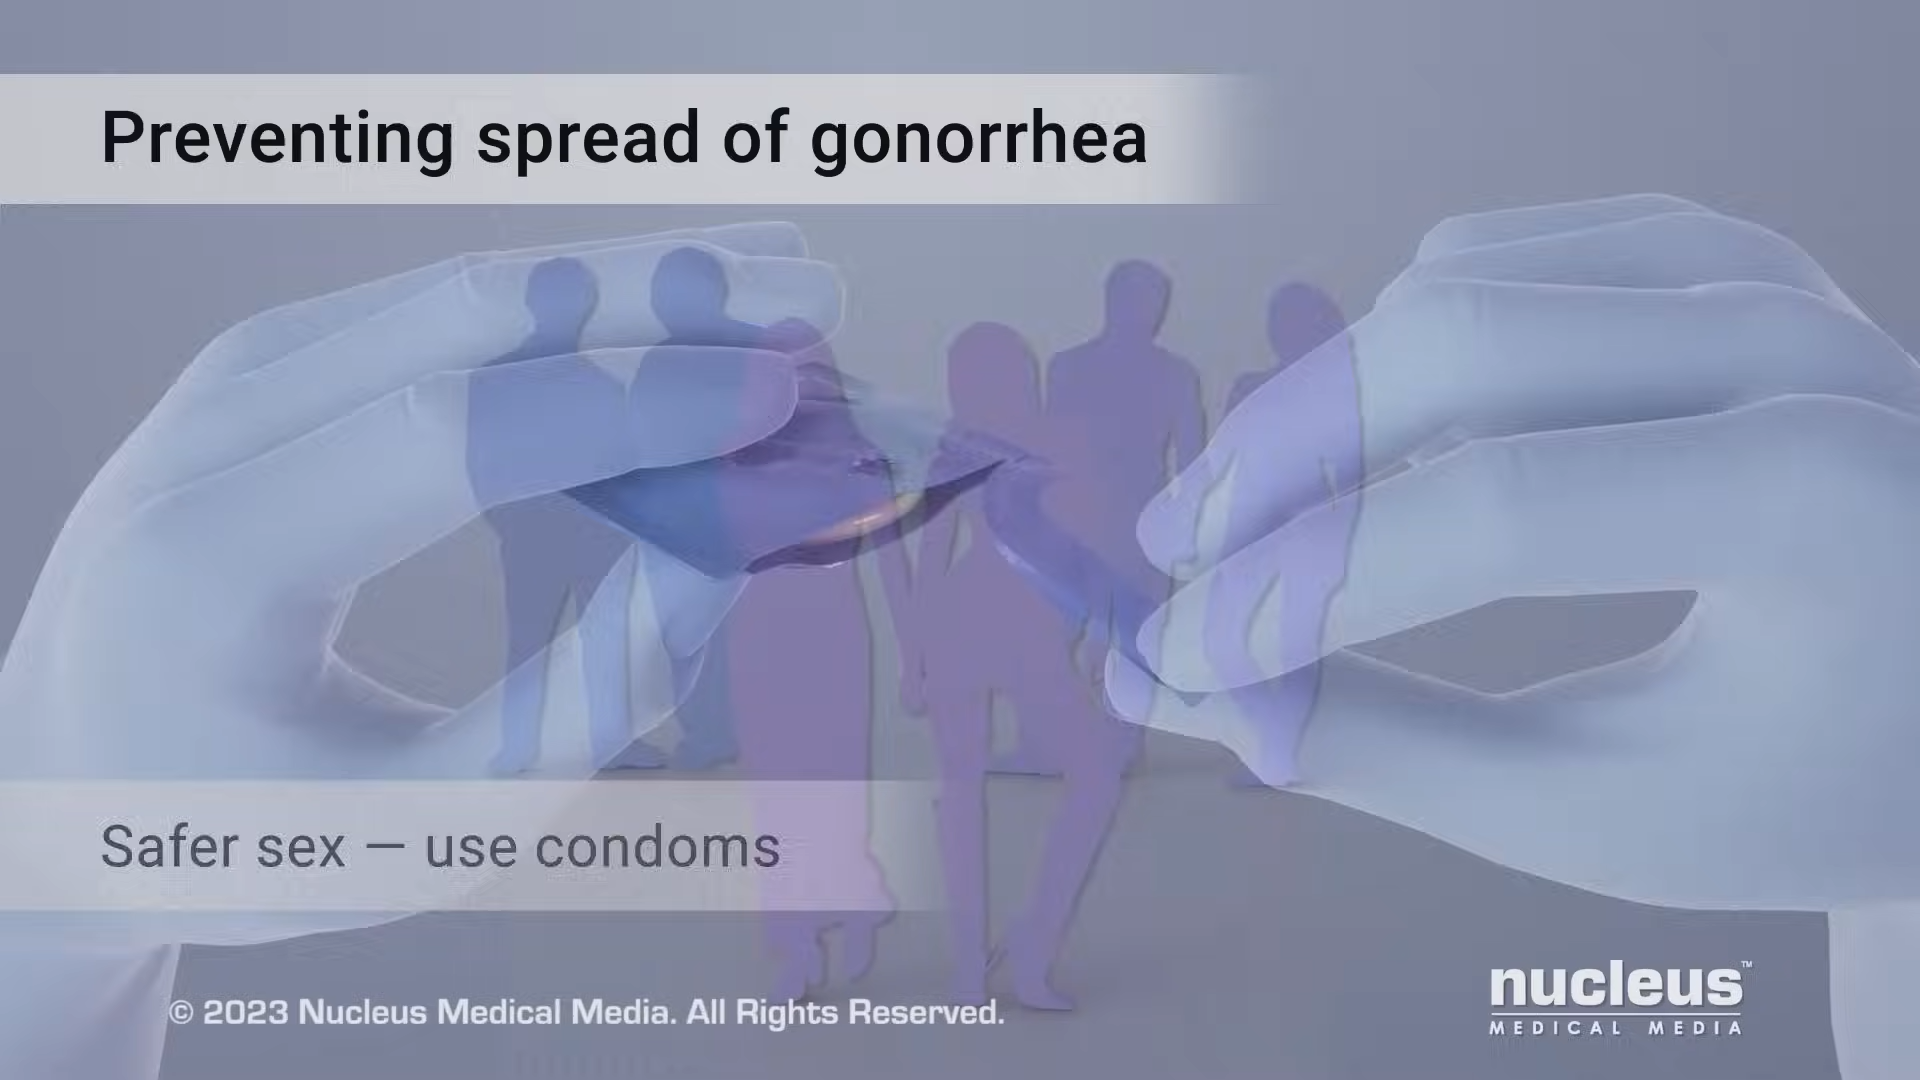 Preventing spread of gonorrhea
Safer sex — use condoms
© 2023 Nucleus Medical Media. All Rights Reserved.
nucleus™
MEDICAL MEDIA